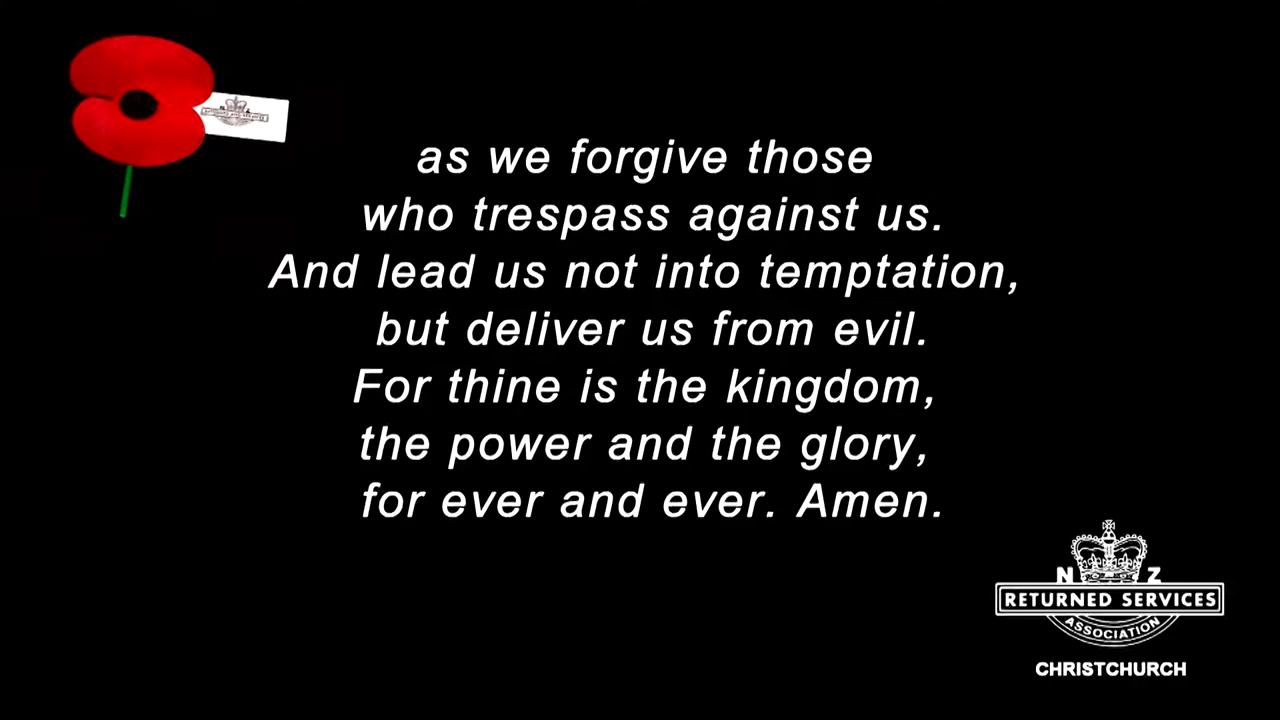 as we forgive those
who trespass against us.
And lead us not into temptation,
but deliver us from evil.
For thine is the kingdom,
the power and the glory,
for ever and ever. Amen.
N Z
RETURNED SERVICES
ASSOCIATION
CHRISTCHURCH